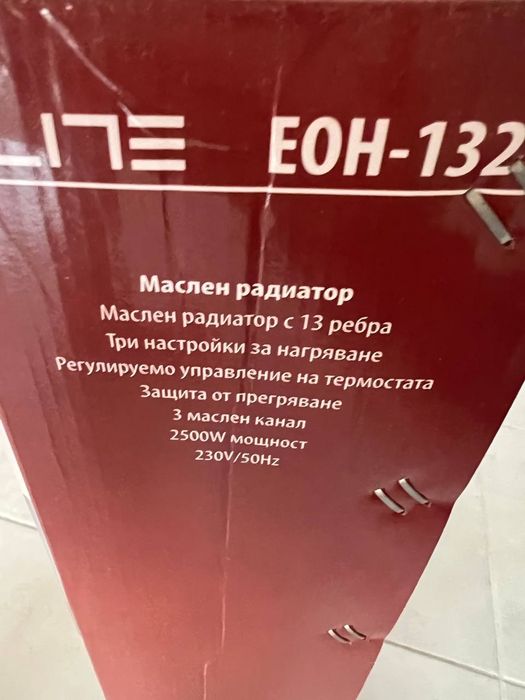 LITE EOH-132
Маслен радиатор
Маслен радиатор с 13 ребра
Три настройки за нагряване
Регулируемо управление на термостата
Защита от прегряване
3 маслен канал
2500W мощност
230V/50Hz